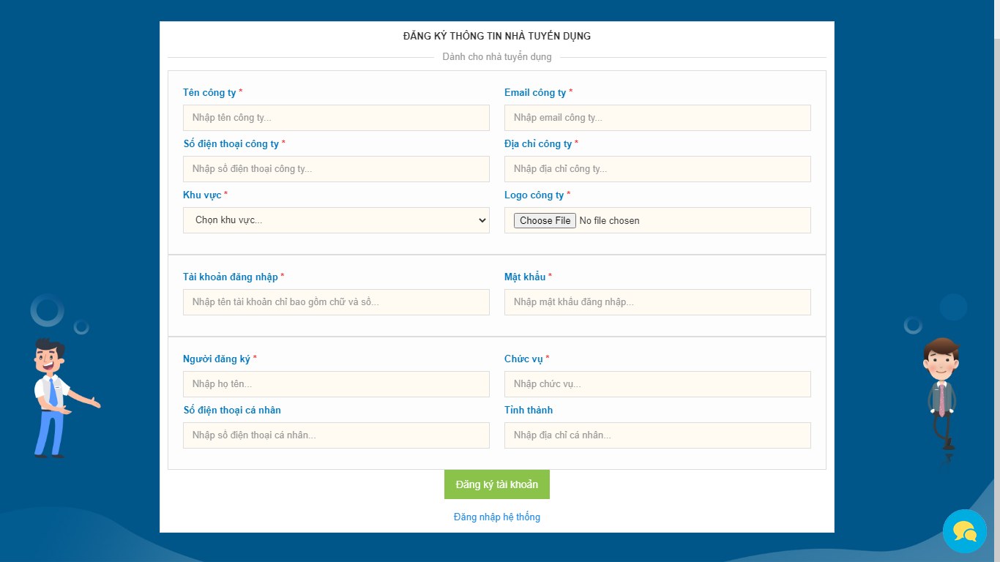 ĐĂNG KÝ THÔNG TIN NHÀ TUYỂN DỤNG
Dành cho nhà tuyển dụng
Tên công ty * Email công ty *
Nhập tên công ty... Nhập email công ty...
Số điện thoại công ty * Địa chỉ công ty *
Nhập số điện thoại công ty... Nhập địa chỉ công ty...
Khu vực * Logo công ty *
Chọn khu vực... Choose File No file chosen
Tài khoản đăng nhập * Mật khẩu *
Nhập tên tài khoản chỉ bao gồm chữ và số... Nhập mật khẩu đăng nhập...
Người đăng ký * Chức vụ *
Nhập họ tên... Nhập chức vụ...
Số điện thoại cá nhân Tỉnh thành
Nhập số điện thoại cá nhân... Nhập địa chỉ cá nhân...
Đăng ký tài khoản
Đăng nhập hệ thống